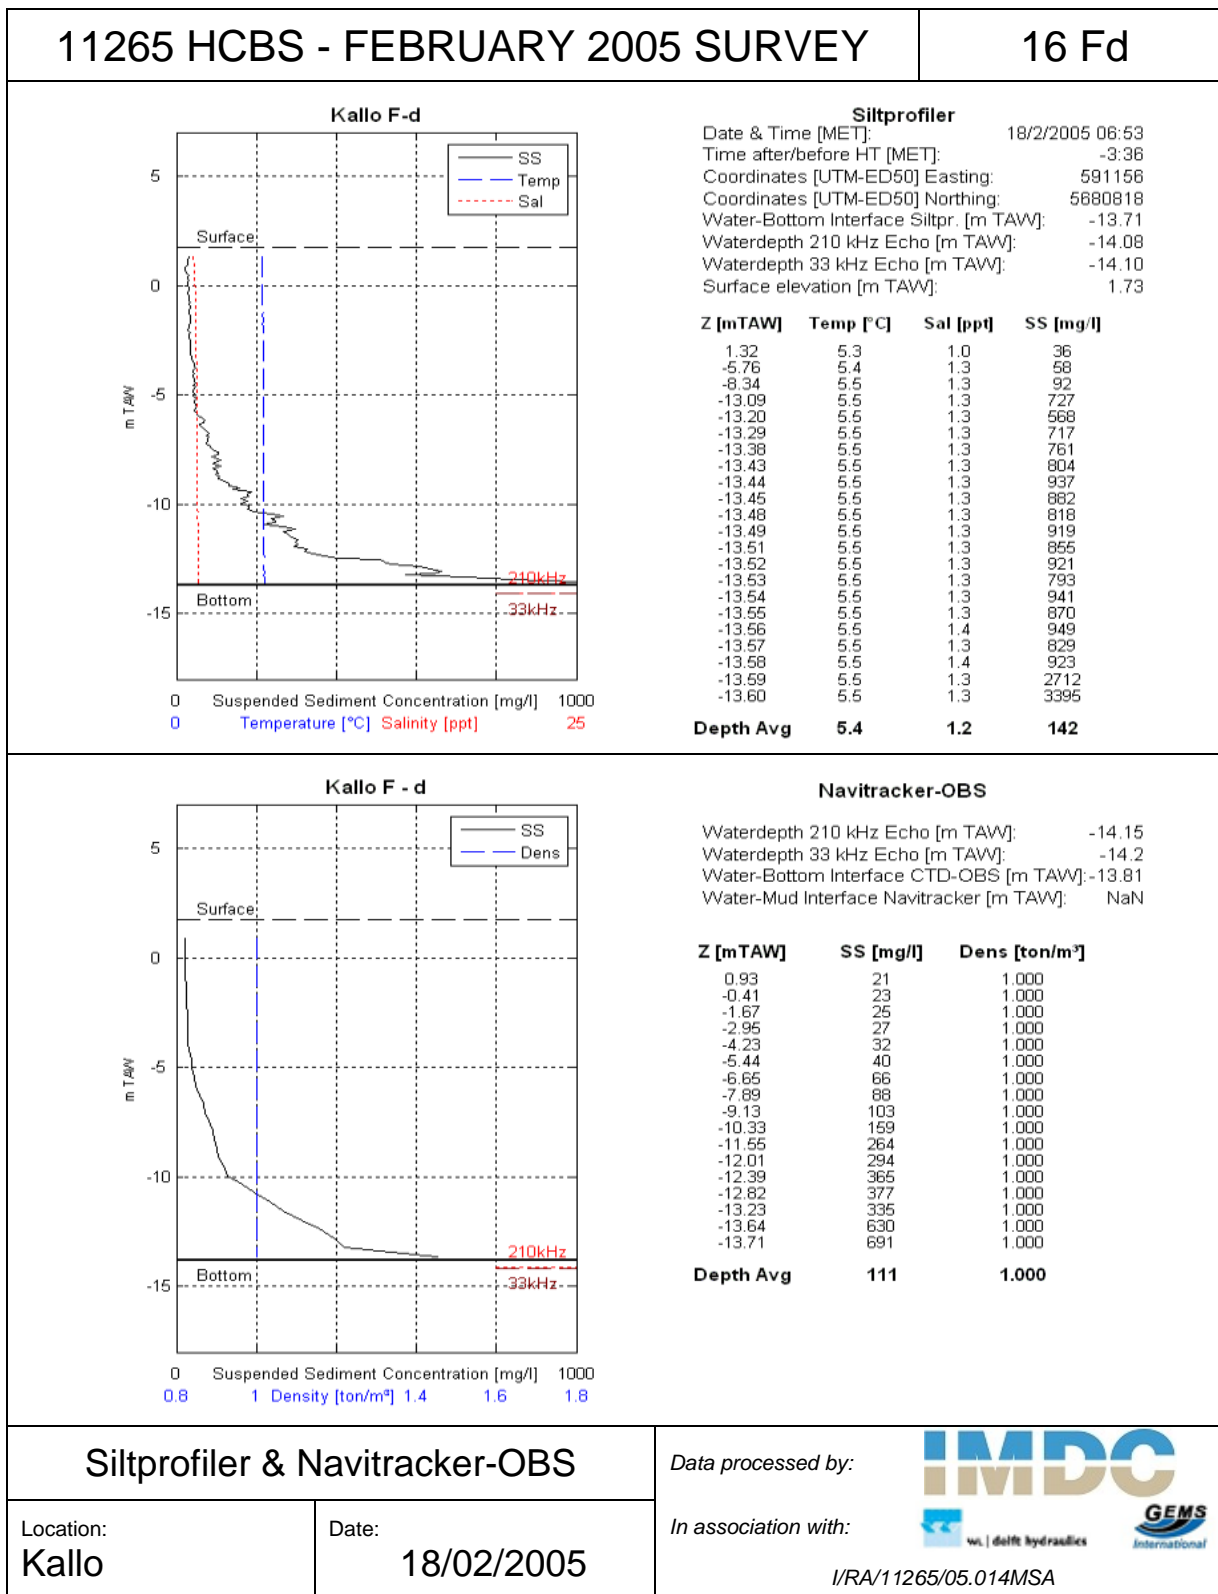 11265 HCBS - FEBRUARY 2005 SURVEY
16 Fd
Kallo F-d
SS
Temp
Sal
Surface
5
0
-5
-10
-15
m TAW
210kHz
Bottom
33kHz
0 Suspended Sediment Concentration [mg/l] 1000
0 Temperature [°C] Salinity [ppt] 25
Siltprofiler
Date & Time [MET]: 18/2/2005 06:53
Time after/before HT [MET]: -3:36
Coordinates [UTM-ED50] Easting: 591156
Coordinates [UTM-ED50] Northing: 5680818
Water-Bottom Interface Siltpr. [m TAW]: -13.71
Waterdepth 210 kHz Echo [m TAW]: -14.08
Waterdepth 33 kHz Echo [m TAW]: -14.10
Surface elevation [m TAW]: 1.73
Z [mTAW] Temp [°C] Sal [ppt] SS [mg/l]
1.32 5.3 1.0 36
-5.76 5.4 1.3 58
-8.34 5.5 1.3 92
-13.09 5.5 1.3 727
-13.20 5.5 1.3 568
-13.29 5.5 1.3 717
-13.38 5.5 1.3 761
-13.43 5.5 1.3 804
-13.44 5.5 1.3 937
-13.45 5.5 1.3 882
-13.48 5.5 1.3 818
-13.49 5.5 1.3 919
-13.51 5.5 1.3 855
-13.52 5.5 1.3 921
-13.53 5.5 1.3 793
-13.54 5.5 1.3 941
-13.55 5.5 1.3 870
-13.56 5.5 1.4 949
-13.57 5.5 1.3 829
-13.58 5.5 1.4 923
-13.59 5.5 1.3 2712
-13.60 5.5 1.3 3395
Depth Avg 5.4 1.2 142
Kallo F - d
SS
Dens
Surface
5
0
-5
-10
-15
m TAW
210kHz
Bottom
33kHz
0 Suspended Sediment Concentration [mg/l] 1000
0.8 1 Density [ton/m³] 1.4 1.6 1.8
Navitracker-OBS
Waterdepth 210 kHz Echo [m TAW]: -14.15
Waterdepth 33 kHz Echo [m TAW]: -14.2
Water-Bottom Interface CTD-OBS [m TAW]: -13.81
Water-Mud Interface Navitracker [m TAW]: NaN
Z [mTAW] SS [mg/l] Dens [ton/m³]
0.93 21 1.000
-0.41 23 1.000
-1.67 25 1.000
-2.95 27 1.000
-4.23 32 1.000
-5.44 40 1.000
-6.65 66 1.000
-7.89 88 1.000
-9.13 103 1.000
-10.33 159 1.000
-11.55 264 1.000
-12.01 294 1.000
-12.39 365 1.000
-12.82 377 1.000
-13.23 335 1.000
-13.64 630 1.000
-13.71 691 1.000
Depth Avg 111 1.000
Siltprofiler & Navitracker-OBS
Location:
Kallo
Date:
18/02/2005
Data processed by:
IMDC
In association with:
wL | delft hydraulics
GEMS
International
I/RA/11265/05.014MSA